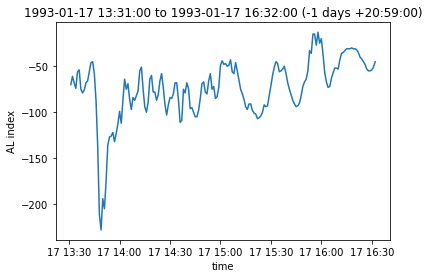 1993-01-17 13:31:00 to 1993-01-17 16:32:00 (-1 days +20:59:00)
AL index
−50
−100
−150
−200
17 13:30 17 14:00 17 14:30 17 15:00 17 15:30 17 16:00 17 16:30
time